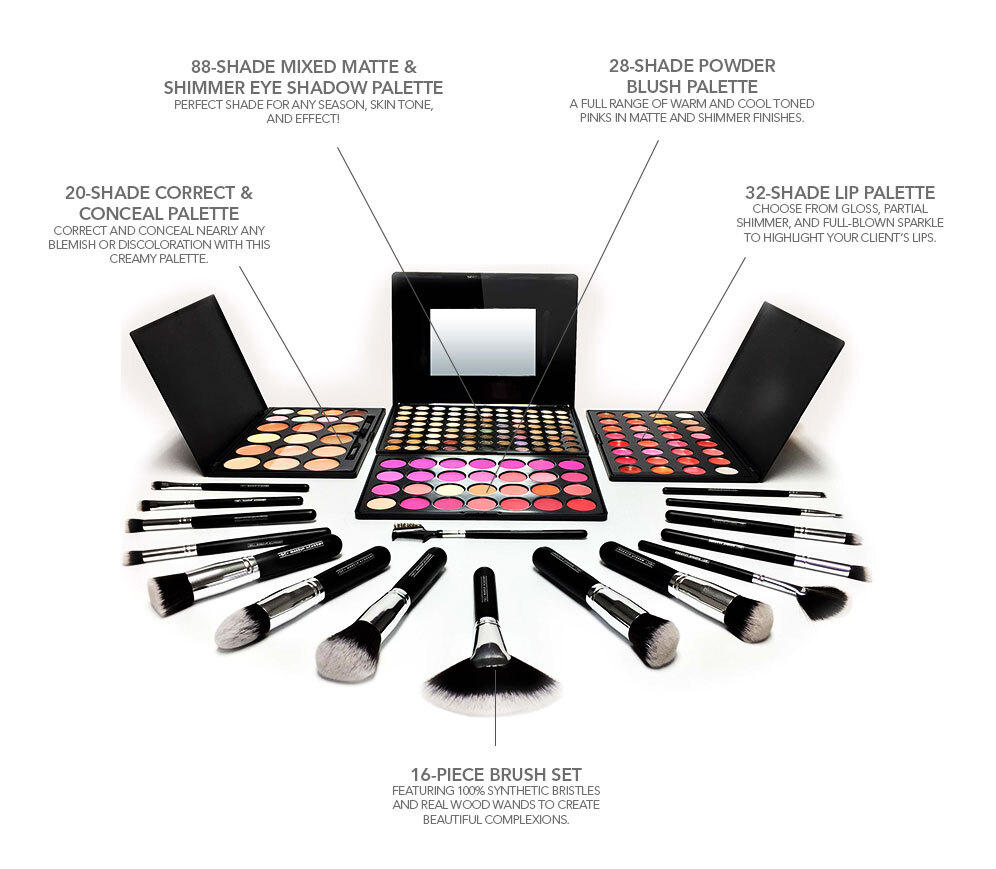 88-SHADE MIXED MATTE &
SHIMMER EYE SHADOW PALETTE
PERFECT SHADE FOR ANY SEASON, SKIN TONE,
AND EFFECT!
28-SHADE POWDER
BLUSH PALETTE
A FULL RANGE OF WARM AND COOL TONED
PINKS IN MATTE AND SHIMMER FINISHES.
20-SHADE CORRECT &
CONCEAL PALETTE
CORRECT AND CONCEAL NEARLY ANY
BLEMISH OR DISCOLORATION WITH THIS
CREAMY PALETTE.
32-SHADE LIP PALETTE
CHOOSE FROM GLOSS, PARTIAL
SHIMMER, AND FULL-BLOWN SPARKLE
TO HIGHLIGHT YOUR CLIENT'S LIPS.
16-PIECE BRUSH SET
FEATURING 100% SYNTHETIC BRISTLES
AND REAL WOOD WANDS TO CREATE
BEAUTIFUL COMPLEXIONS.